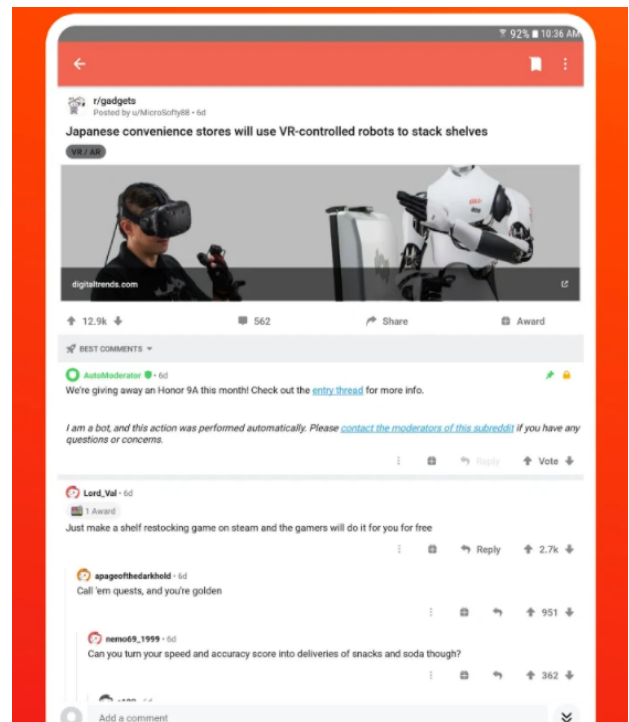 92% 10:36 AM
r/gadgets
Posted by u/MicroSofty88 • 6d
Japanese convenience stores will use VR-controlled robots to stack shelves
VR / AR
digitaltrends.com
12.9k
562
Share
Award
BEST COMMENTS
AutoModerator • 6d
We're giving away an Honor 9A this month! Check out the entry thread for more info.
I am a bot, and this action was performed automatically. Please contact the moderators of this subreddit if you have any
questions or concerns.
Reply
Vote
Lord_Val • 6d
1 Award
Just make a shelf restocking game on steam and the gamers will do it for you for free
Reply
2.7k
apageofthedarkhold • 6d
Call 'em quests, and you're golden
951
nemo69_1999 • 6d
Can you turn your speed and accuracy score into deliveries of snacks and soda though?
362
Add a comment